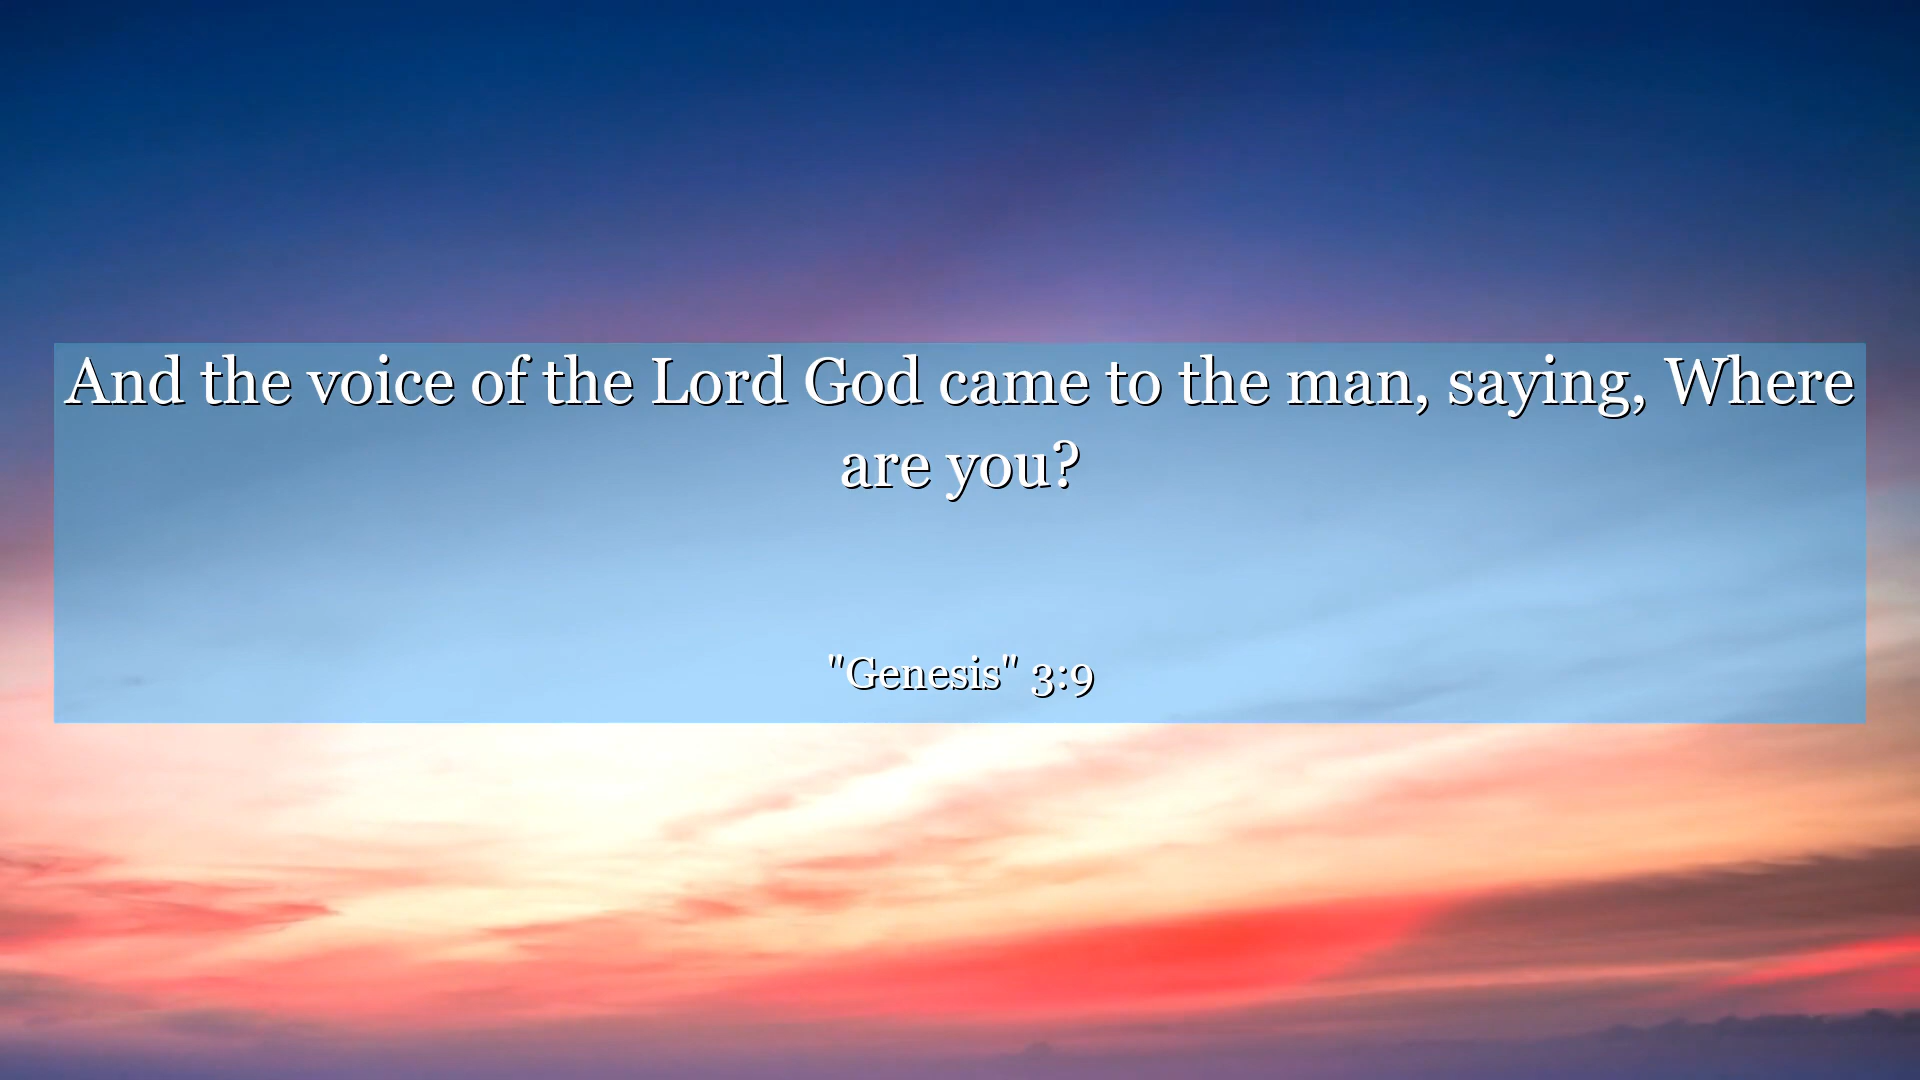 And the voice of the Lord God came to the man, saying, Where
are you?
"Genesis" 3:9